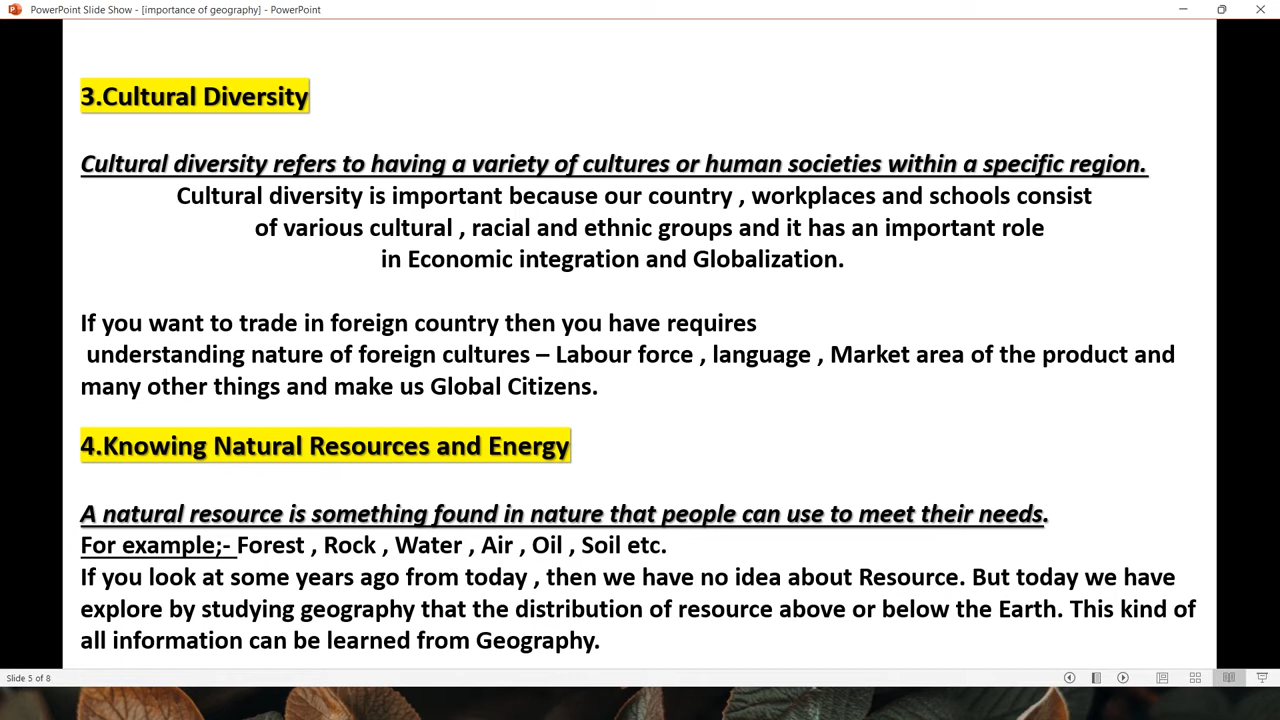 PowerPoint Slide Show - [importance of geography] - PowerPoint
3.Cultural Diversity
Cultural diversity refers to having a variety of cultures or human societies within a specific region.
Cultural diversity is important because our country , workplaces and schools consist
of various cultural , racial and ethnic groups and it has an important role
in Economic integration and Globalization.
If you want to trade in foreign country then you have requires
understanding nature of foreign cultures – Labour force , language , Market area of the product and
many other things and make us Global Citizens.
4.Knowing Natural Resources and Energy
A natural resource is something found in nature that people can use to meet their needs.
For example;- Forest , Rock , Water , Air , Oil , Soil etc.
If you look at some years ago from today , then we have no idea about Resource. But today we have
explore by studying geography that the distribution of resource above or below the Earth. This kind of
all information can be learned from Geography.
Slide 5 of 8